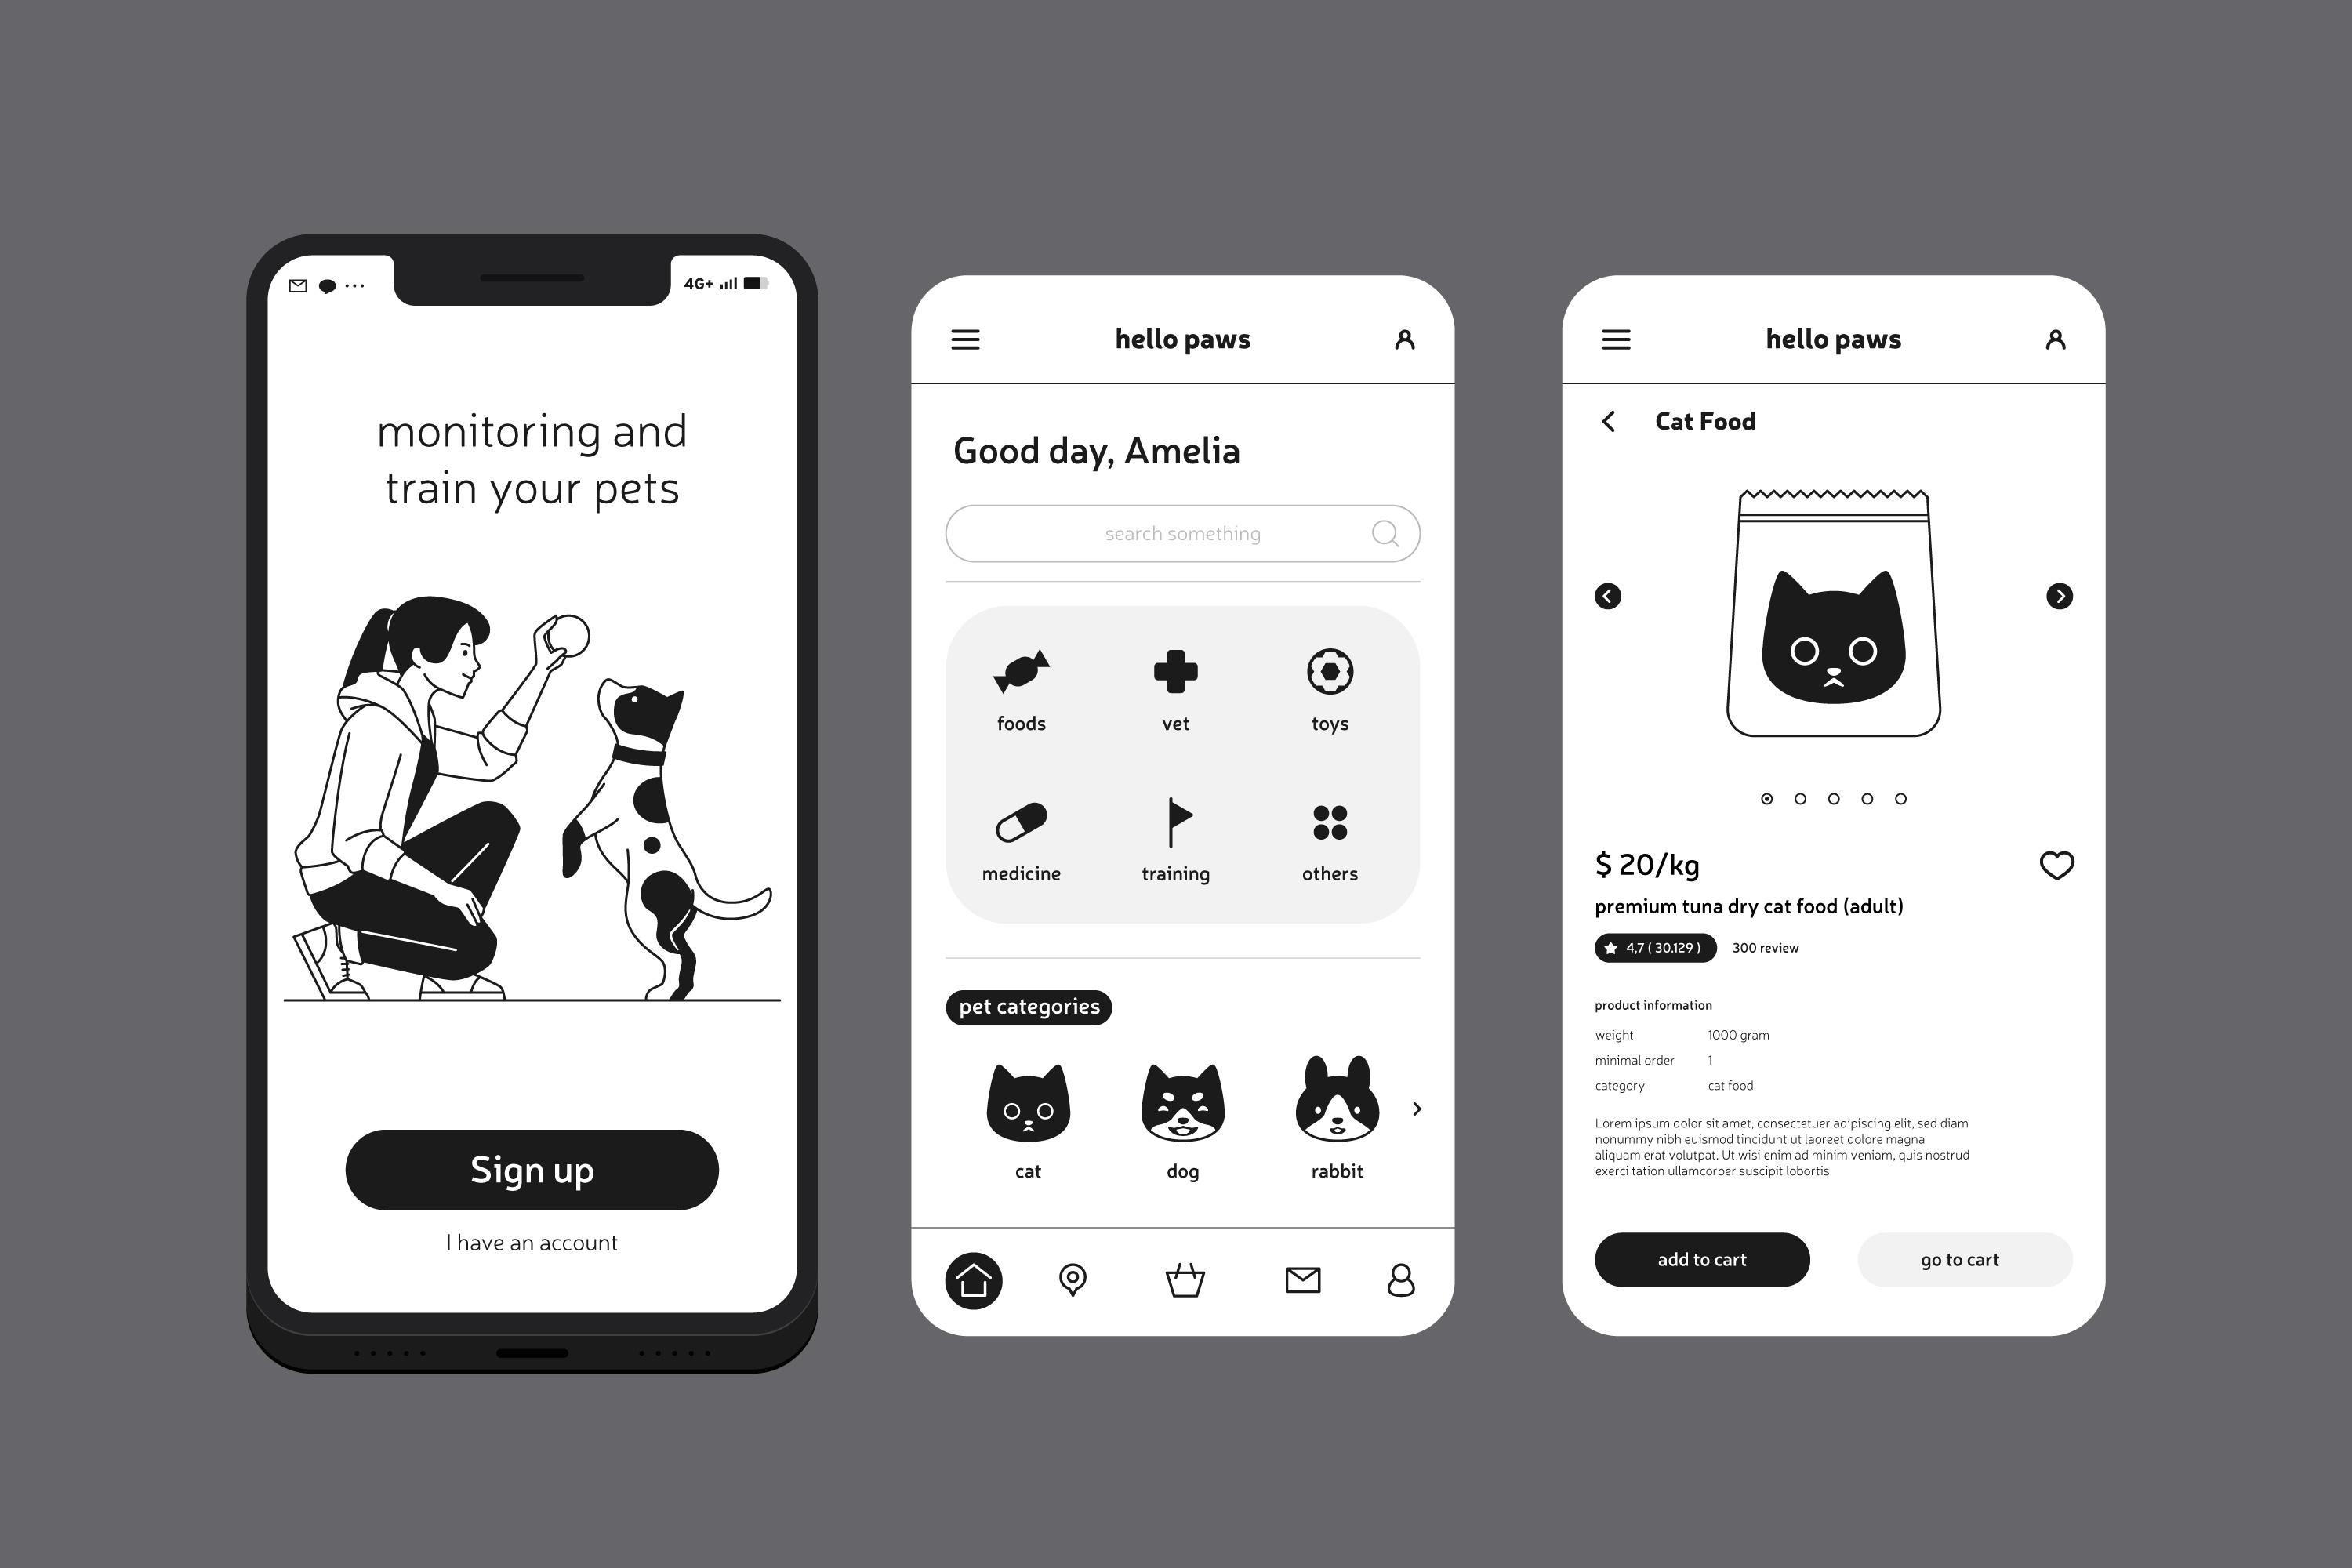 4G+
monitoring and
train your pets
Sign up
I have an account
hello paws
Good day, Amelia
search something
foods
vet
toys
medicine
training
others
pet categories
cat
dog
rabbit
hello paws
Cat Food
$ 20/kg
premium tuna dry cat food (adult)
4,7 ( 30.129 ) 300 review
product information
weight 1000 gram
minimal order 1
category cat food
Lorem ipsum dolor sit amet, consectetuer adipiscing elit, sed diam
nonummy nibh euismod tincidunt ut laoreet dolore magna
aliquam erat volutpat. Ut wisi enim ad minim veniam, quis nostrud
exerci tation ullamcorper suscipit lobortis
add to cart
go to cart